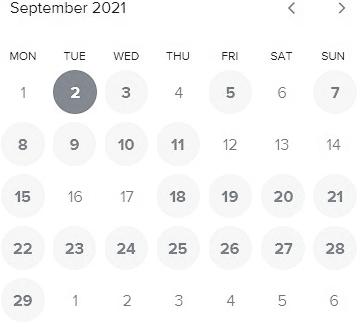 September 2021
MON TUE WED THU FRI SAT SUN
1 2 3 4 5 6 7
8 9 10 11 12 13 14
15 16 17 18 19 20 21
22 23 24 25 26 27 28
29 1 2 3 4 5 6